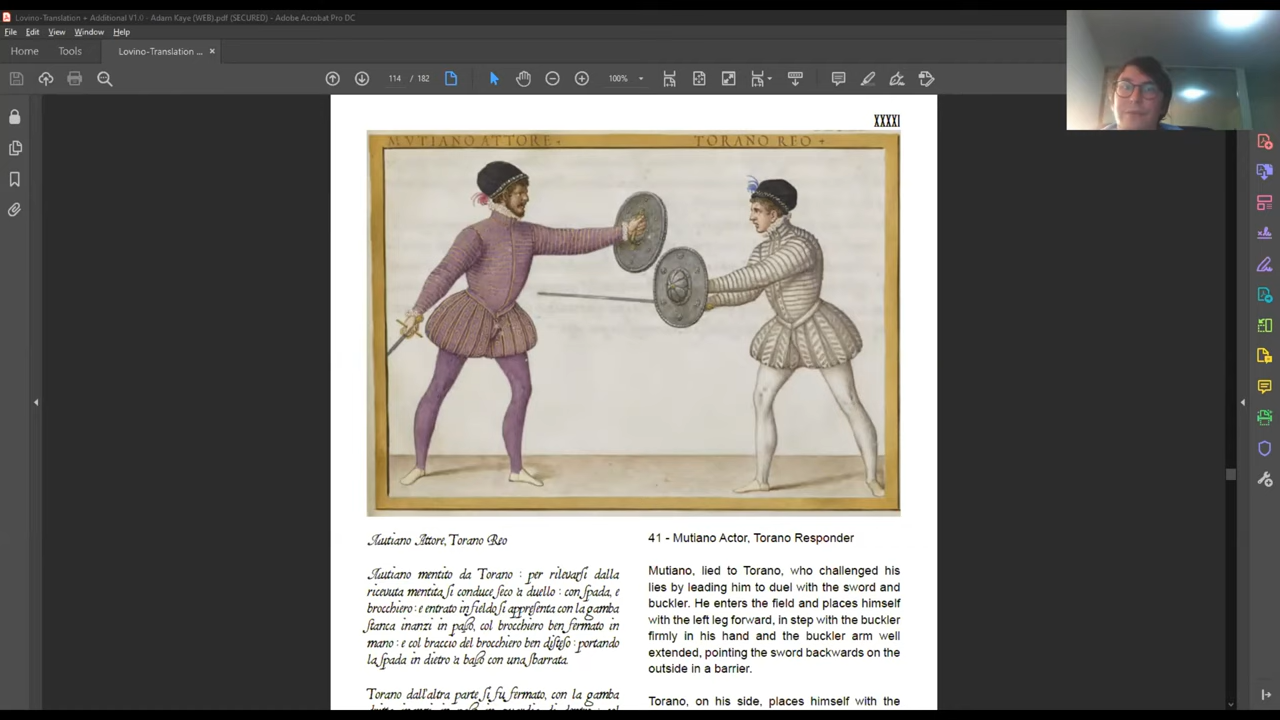 Lovino-Translation + Additional V1.0 - Adam Kaye (WEB).pdf (SECURED) - Adobe Acrobat Pro DC
File Edit View Window Help
Home Tools Lovino-Translation ... ×
114 / 182 100%
XXXXI
MVTIANO ATTORE TORANO REO
Mutiano Attore, Torano Reo
Mutiano mentito da Torano : per rilevarsi dalla
ricevuta mentita si conduce seco à duello : con spada, e
brocchiero : e entrato in fieldo si appresenta con la gamba
stanca inanzi in passo, col brocchiero ben fermato in
mano : e col braccio del brocchiero ben disteso : portando
la spada in dietro à basso con una sbarrata.
Torano dall'altra parte si fu fermato, con la gamba
41 - Mutiano Actor, Torano Responder
Mutiano, lied to Torano, who challenged his
lies by leading him to duel with the sword and
buckler. He enters the field and places himself
with the left leg forward, in step with the buckler
firmly in his hand and the buckler arm well
extended, pointing the sword backwards on the
outside in a barrier.
Torano, on his side, places himself with the